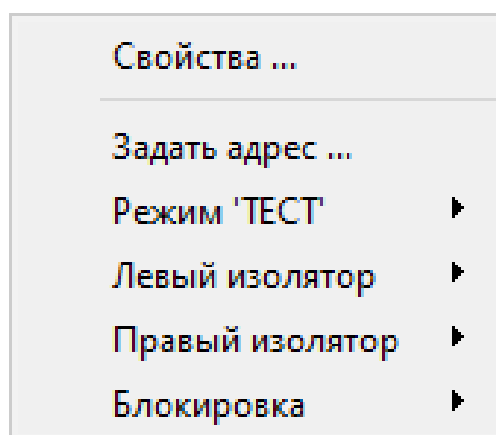 Свойства ...
Задать адрес ...
Режим 'ТЕСТ'
Левый изолятор
Правый изолятор
Блокировка